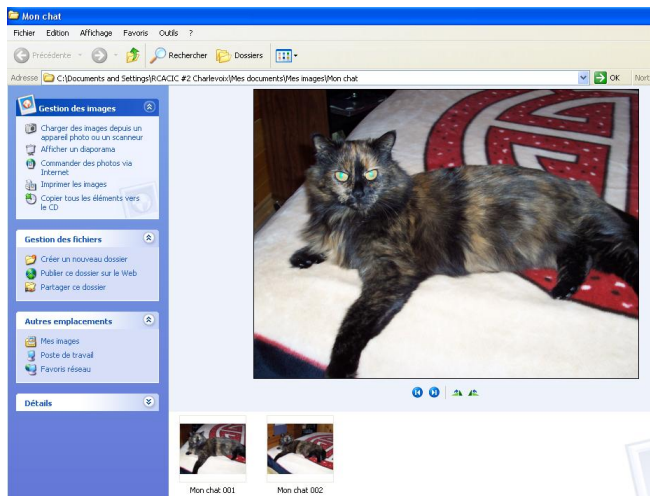 Mon chat
Fichier Edition Affichage Favoris Outils ?
Précédente Rechercher Dossiers
Adresse C:\Documents and Settings\RCACIC #2 Charlevoix\Mes documents\Mes images\Mon chat OK Nort
Gestion des images
Charger des images depuis un
appareil photo ou un scanneur
Afficher un diaporama
Commander des photos via
Internet
Imprimer les images
Copier tous les éléments vers
le CD
Gestion des fichiers
Créer un nouveau dossier
Publier ce dossier sur le Web
Partager ce dossier
Autres emplacements
Mes images
Poste de travail
Favoris réseau
Détails
Mon chat 001 Mon chat 002